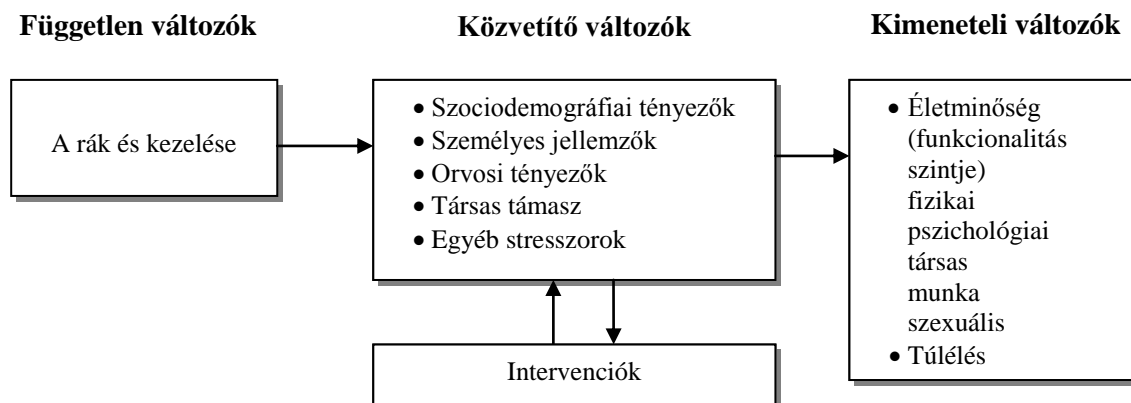 Független változók
Közvetítő változók
Kimeneteli változók
A rák és kezelése
• Szociodemográfiai tényezők
• Személyes jellemzők
• Orvosi tényezők
• Társas támasz
• Egyéb stresszorok
Intervenciók
• Életminőség
(funkcionalitás
szintje)
fizikai
pszichológiai
társas
munka
szexuális
• Túlélés